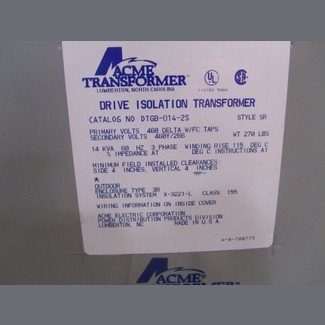 ACME
TRANSFORMER
LUMBERTON, NORTH CAROLINA
UL
DRIVE ISOLATION TRANSFORMER
CATALOG NO DTGB-014-2S STYLE SR
PRIMARY VOLTS 460 DELTA W/FC TAPS
SECONDARY VOLTS 460Y/266 WT 270 LBS
14 KVA 60 HZ 3 PHASE WINDING RISE 115 DEG C
% IMPEDANCE AT DEG C INSTRUCTIONS A1
MINIMUM FIELD INSTALLED CLEARANCES:
SIDE 4 INCHES, VERTICAL 4 INCHES
*
OUTDOOR
ENCLOSURE TYPE 3R
INSULATION SYSTEM X-3221-L CLASS 155
WIRING INFORMATION ON INSIDE COVER
ACME ELECTRIC CORPORATION
POWER DISTRIBUTION PRODUCTS DIVISION
LUMBERTON, NC MADE IN U.S.A
ACME
TRANSFORMER